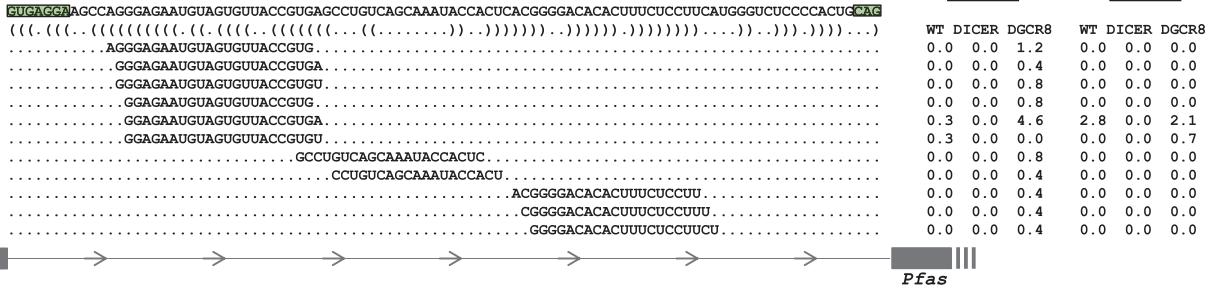 GUGAGGAAGCCAGGGAGAAUGUAGUGUUACCGUGAGCCUGUCAGCAAAUACCACUCACGGGGACACACUUUCUCCUUCAUGGGUCUCCCCACUGCAG
(((.(((..((((((((((.((.((((..(((((((........))..)))))))..))))..)).)))))))....)..))).))))...)
WT DICER DGCR8 WT DICER DGCR8
...........AGGGAGAAUGUAGUGUUACCGUG............................................................... 0.0 0.0 1.2 0.0 0.0 0.0
............GGGAGAAUGUAGUGUUACCGUGA.............................................................. 0.0 0.0 0.4 0.0 0.0 0.0
............GGGAGAAUGUAGUGUUACCGUGU.............................................................. 0.0 0.0 0.8 0.0 0.0 0.0
.............GGAGAAUGUAGUGUUACCGUG............................................................... 0.0 0.0 0.8 0.0 0.0 0.0
.............GGAGAAUGUAGUGUUACCGUGA.............................................................. 0.3 0.0 4.6 2.8 0.0 2.1
.............GGAGAAUGUAGUGUUACCGUGU.............................................................. 0.3 0.0 0.0 0.0 0.0 0.7
................................GCCUGUCAGCAAAUACCACUC............................................ 0.0 0.0 0.8 0.0 0.0 0.0
....................................CCUGUCAGCAAAUACCACU.......................................... 0.0 0.0 0.4 0.0 0.0 0.0
........................................................ACGGGGACACACUUUCUCCUU.................... 0.0 0.0 0.4 0.0 0.0 0.0
.........................................................CGGGGACACACUUUCUCCUUU................... 0.0 0.0 0.4 0.0 0.0 0.0
..........................................................GGGGACACACUUUCUCCUUCU.................. 0.0 0.0 0.4 0.0 0.0 0.0
Pfas